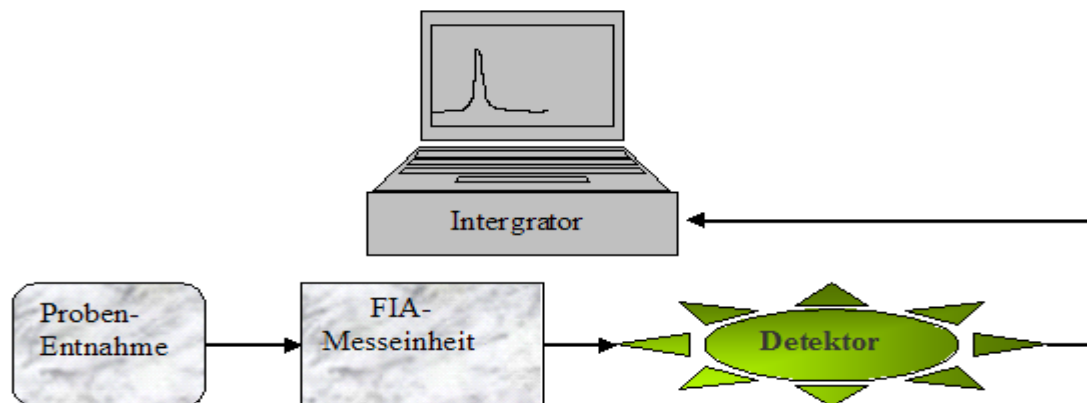 Intergrator
Proben-
Entnahme
FIA-
Messeinheit
Detektor